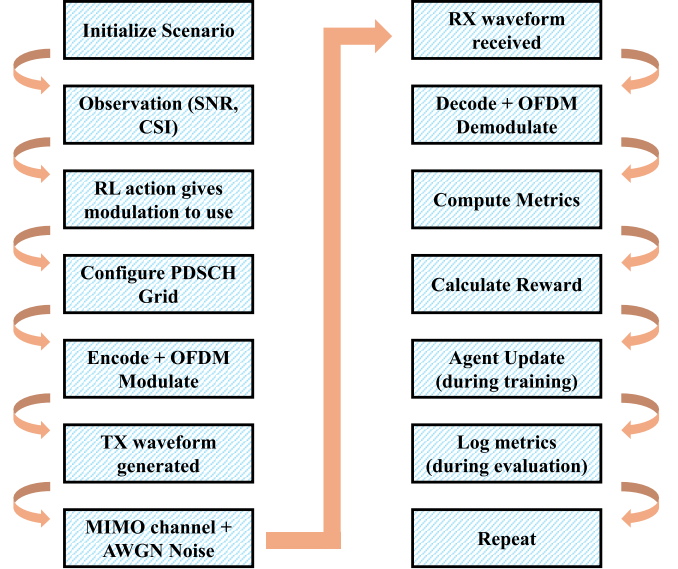 Initialize Scenario
Observation (SNR,
CSI)
RL action gives
modulation to use
Configure PDSCH
Grid
Encode + OFDM
Modulate
TX waveform
generated
MIMO channel +
AWGN Noise
RX waveform
received
Decode + OFDM
Demodulate
Compute Metrics
Calculate Reward
Agent Update
(during training)
Log metrics
(during evaluation)
Repeat